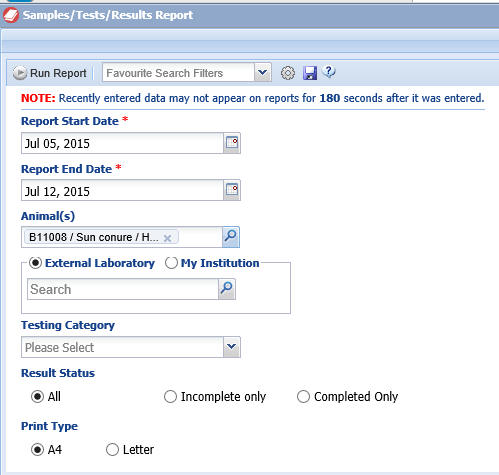 Samples/Tests/Results Report
Run Report Favourite Search Filters
NOTE: Recently entered data may not appear on reports for 180 seconds after it was entered.
Report Start Date *
Jul 05, 2015
Report End Date *
Jul 12, 2015
Animal(s)
B11008 / Sun conure / H... ×
External Laboratory My Institution
Search
Testing Category
Please Select
Result Status
All Incomplete only Completed Only
Print Type
A4 Letter